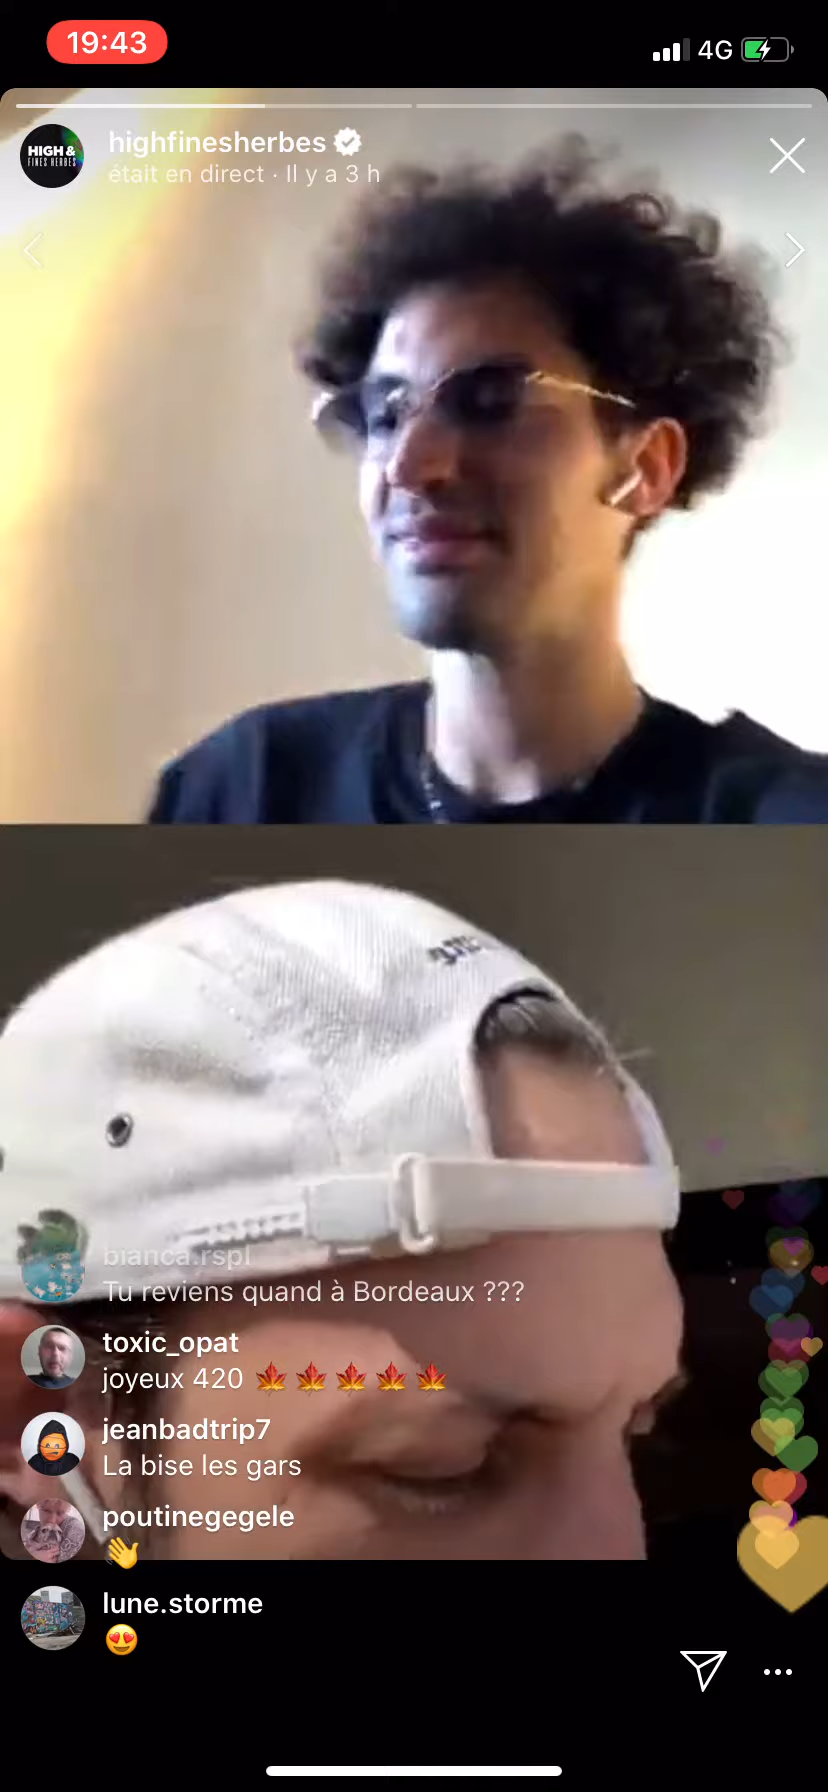 19:43
4G
HIGH &
FINES HERBES
highfinesherbes
était en direct · Il y a 3 h
bianca.rspl
Tu reviens quand à Bordeaux ???
toxic_opat
joyeux 420 🍁🍁🍁🍁🍁
jeanbadtrip7
La bise les gars
poutinegegele
👋
lune.storme
😍